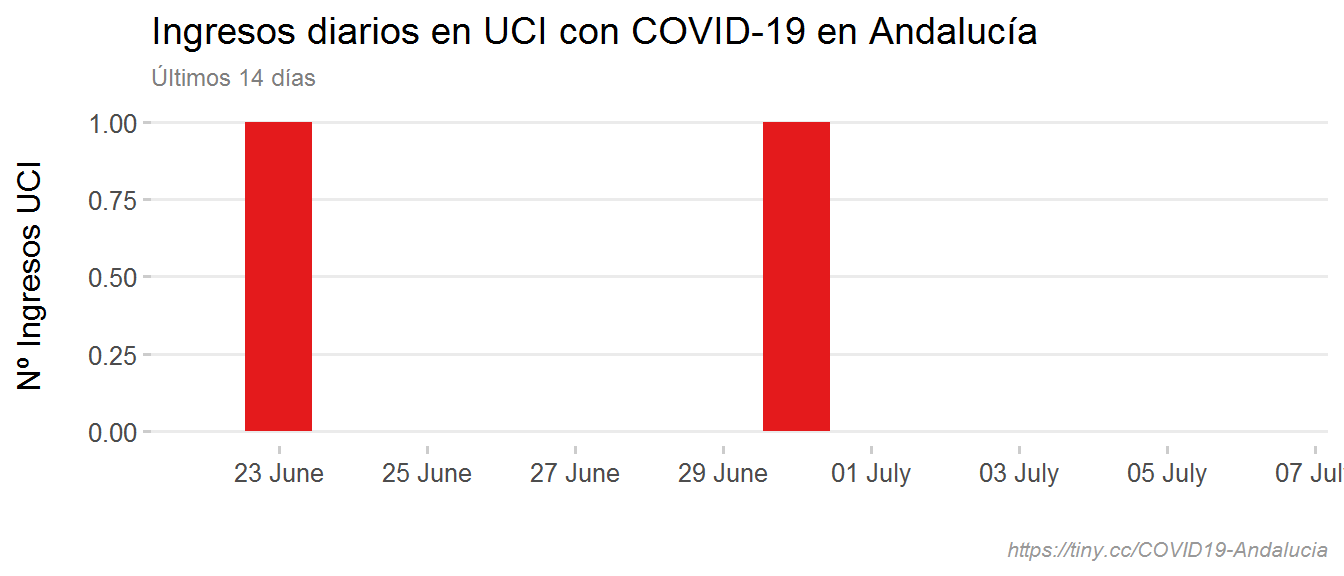 Ingresos diarios en UCI con COVID-19 en Andalucía
Últimos 14 días
Nº Ingresos UCI
1.00
0.75
0.50
0.25
0.00
23 June 25 June 27 June 29 June 01 July 03 July 05 July 07 Jul
https://tiny.cc/COVID19-Andalucia